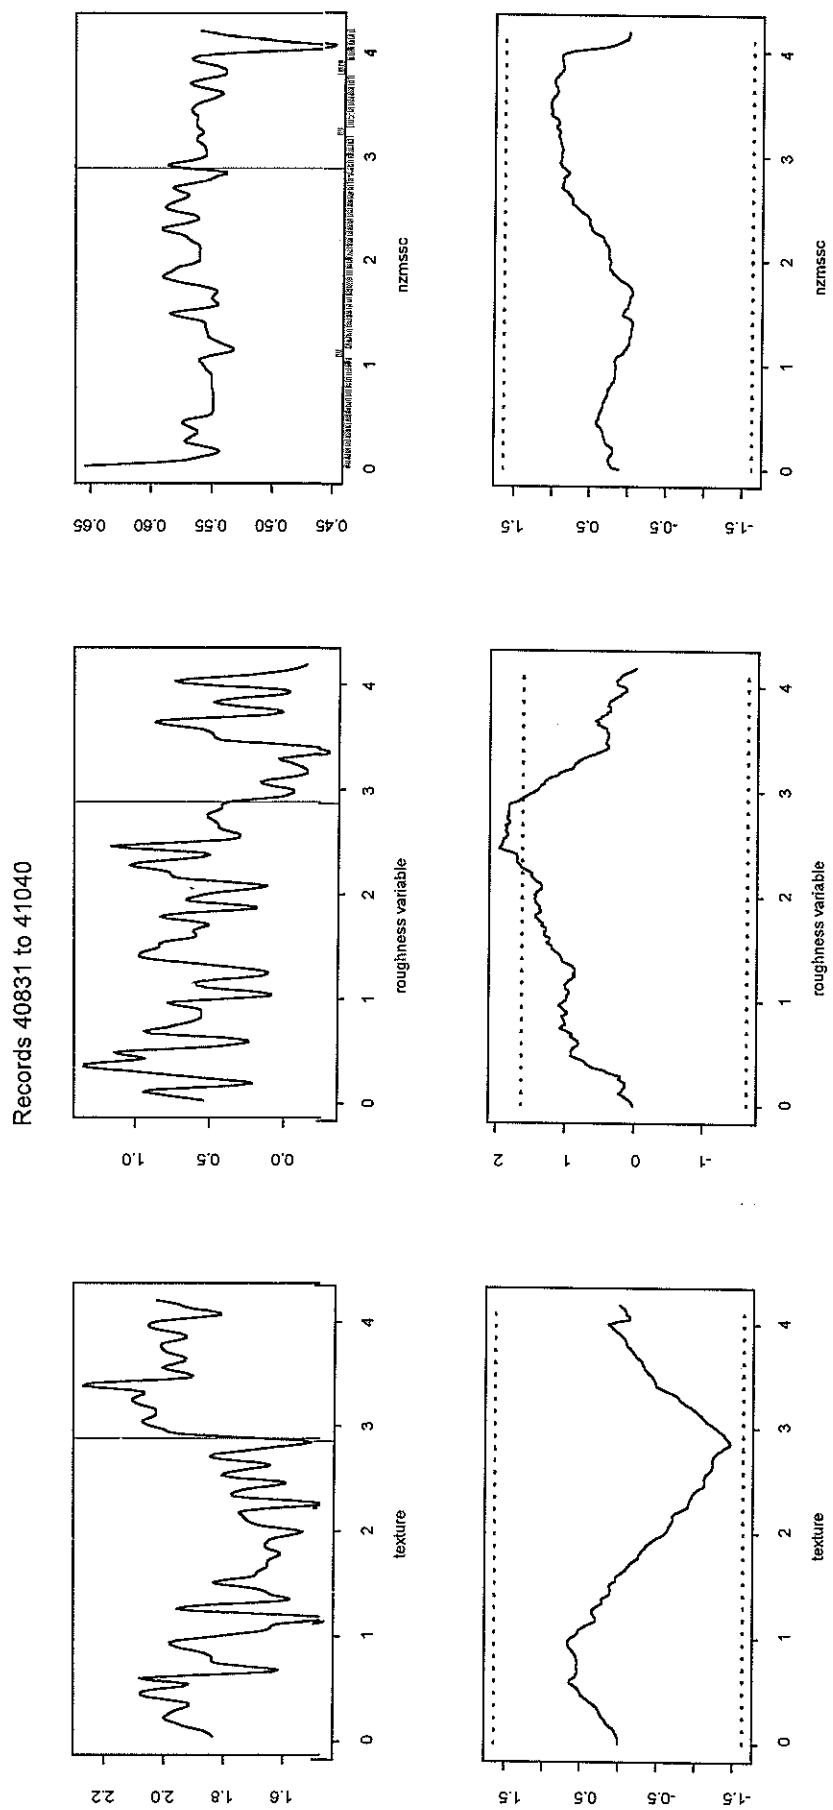 Records 40831 to 41040
2.2 2.0 1.8 1.6
0 1 2 3 4
texture
1.0 0.5 0.0
0 1 2 3 4
roughness variable
0.65 0.60 0.55 0.50 0.45
0 1 2 3 4
nzmssc
1.5 0.5 -0.5 -1.5
0 1 2 3 4
texture
2 1 0 -1
0 1 2 3 4
roughness variable
1.5 0.5 -0.5 -1.5
0 1 2 3 4
nzmssc